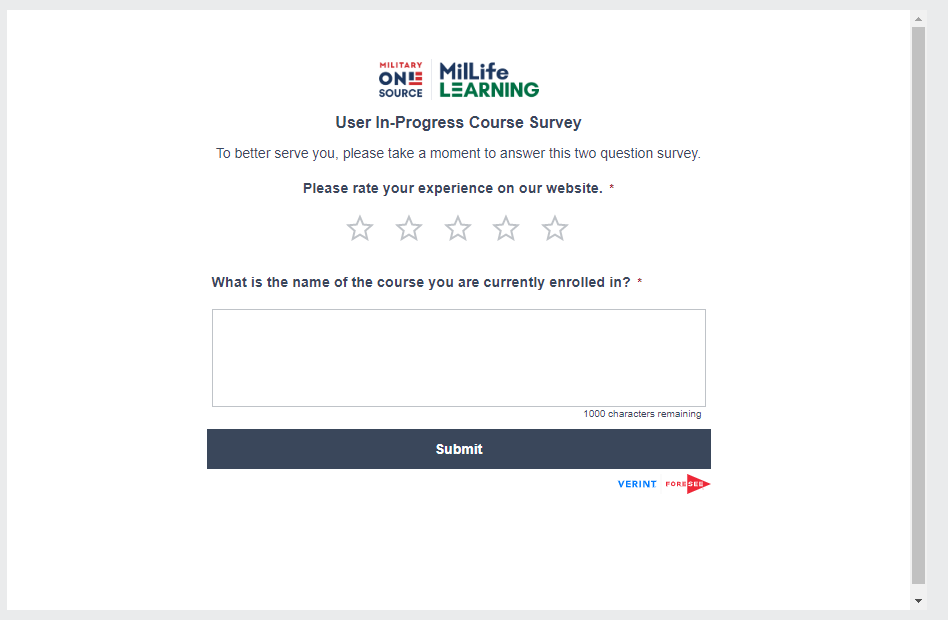 MILITARY
ONE
SOURCE
MilLife
LEARNING
User In-Progress Course Survey
To better serve you, please take a moment to answer this two question survey.
Please rate your experience on our website. *
What is the name of the course you are currently enrolled in? *
1000 characters remaining
Submit
VERINT FORESEE